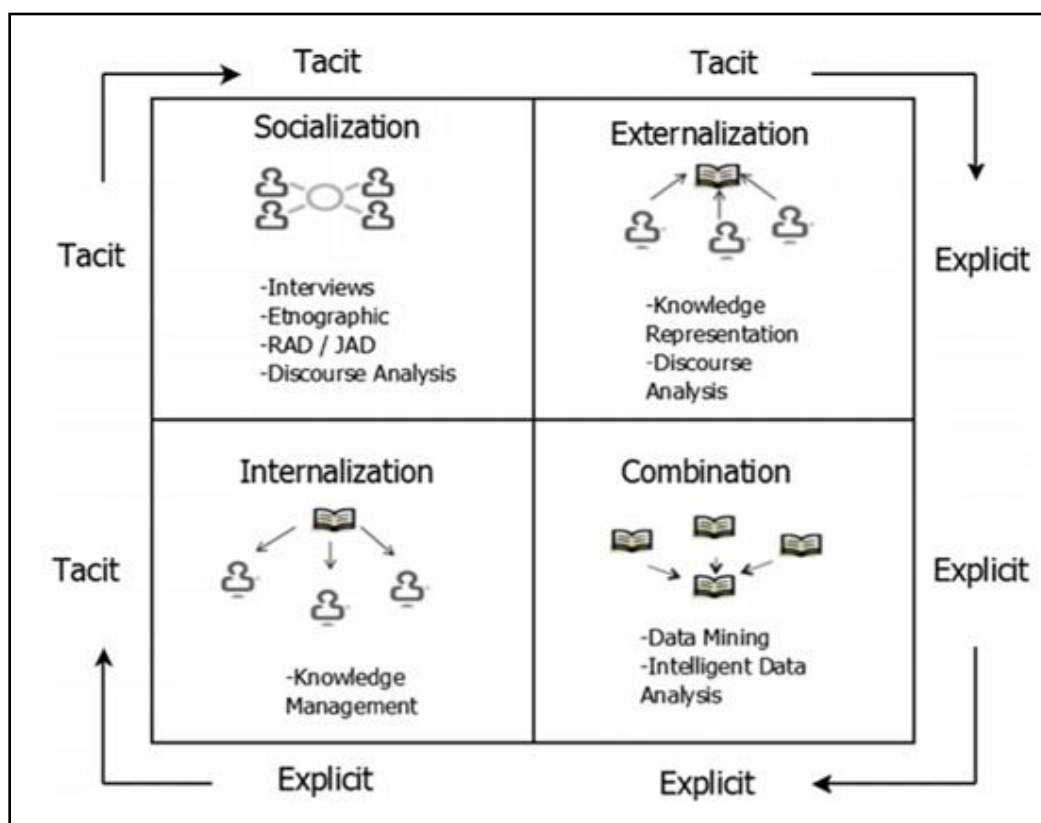 Tacit
Tacit
Socialization
Externalization
Tacit
Explicit
-Interviews
-Etnographic
-RAD / JAD
-Discourse Analysis
-Knowledge
Representation
-Discourse
Analysis
Internalization
Combination
Tacit
Explicit
-Knowledge
Management
-Data Mining
-Intelligent Data
Analysis
Explicit
Explicit